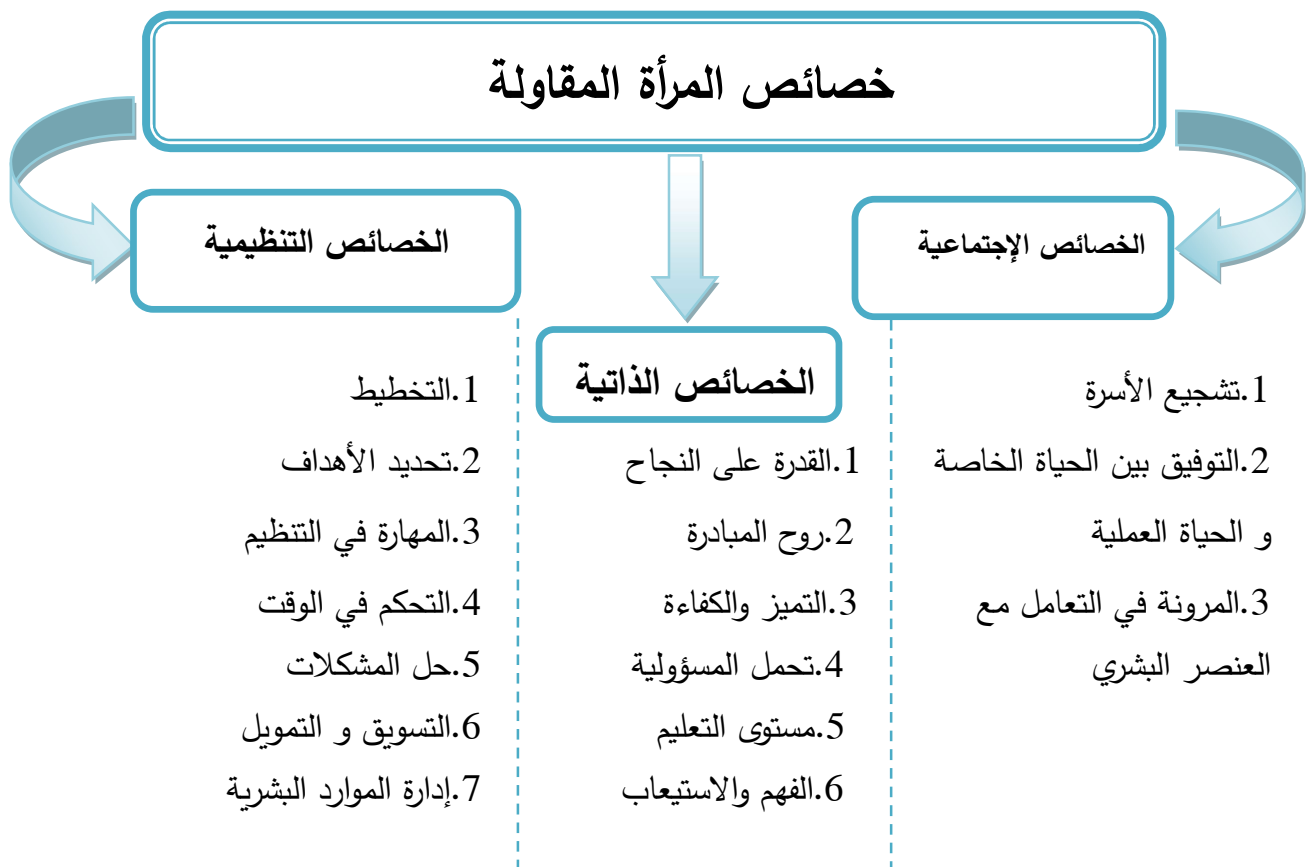 خصائص المرأة المقاولة
الخصائص الإجتماعية
1.تشجيع الأسرة
2.التوفيق بين الحياة الخاصة
و الحياة العملية
3.المرونة في التعامل مع
العنصر البشري
الخصائص الذاتية
1.القدرة على النجاح
2.روح المبادرة
3.التميز والكفاءة
4.تحمل المسؤولية
5.مستوى التعليم
6.الفهم والاستيعاب
الخصائص التنظيمية
1.التخطيط
2.تحديد الأهداف
3.المهارة في التنظيم
4.التحكم في الوقت
5.حل المشكلات
6.التسويق و التمويل
7.إدارة الموارد البشرية